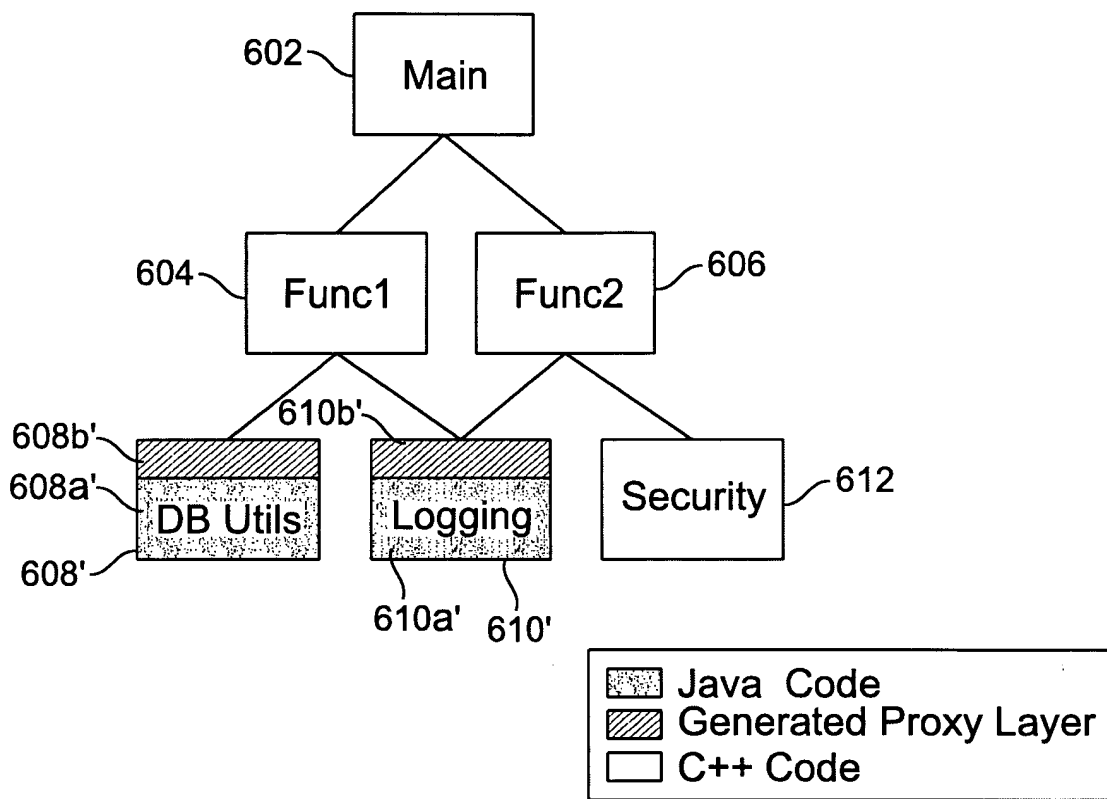 602
Main
604
Func1
Func2
606
610b'
608b'
608a'
DB Utils
608'
Logging
610a'
610'
Security
612
Java Code
Generated Proxy Layer
C++ Code